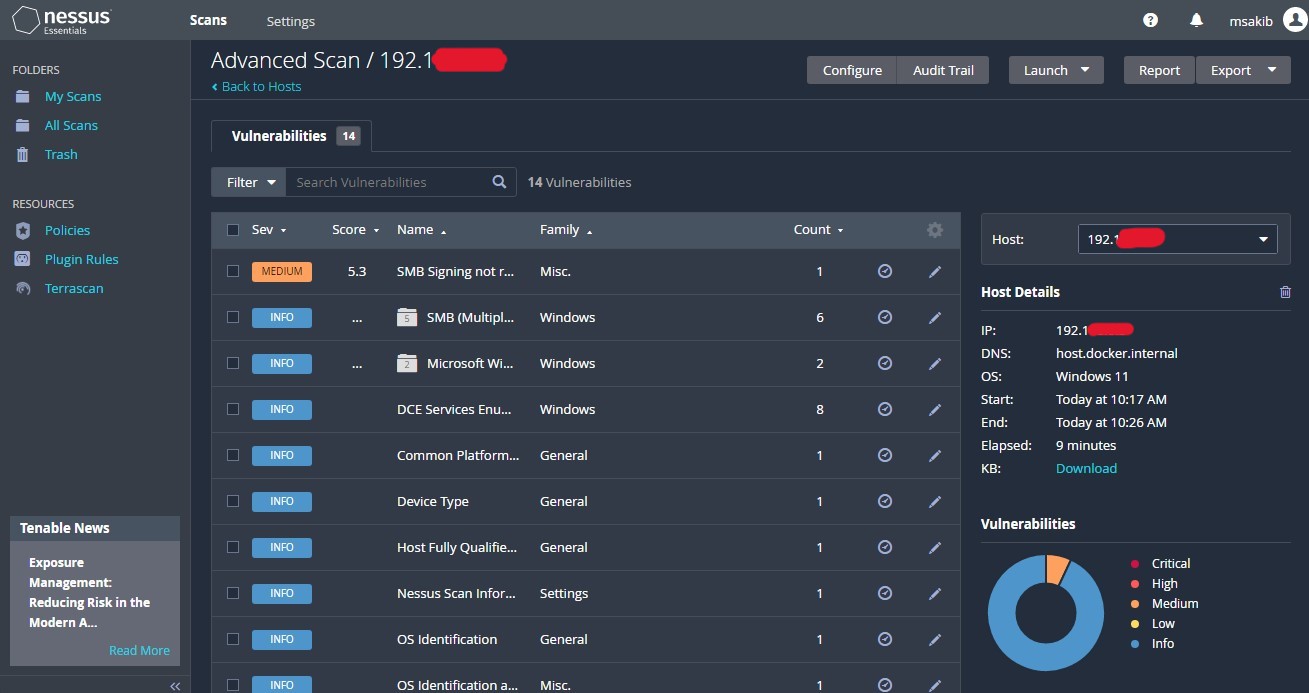 nessus
Essentials
Scans
Settings
msakib
FOLDERS
My Scans
All Scans
Trash
RESOURCES
Policies
Plugin Rules
Terrascan
Tenable News
Exposure
Management:
Reducing Risk in the
Modern A...
Read More
Advanced Scan / 192.1
Back to Hosts
Configure Audit Trail Launch Report Export
Vulnerabilities 14
Filter Search Vulnerabilities 14 Vulnerabilities
Sev Score Name Family Count
MEDIUM 5.3 SMB Signing not r... Misc. 1
INFO ... 5 SMB (Multipl... Windows 6
INFO ... 2 Microsoft Wi... Windows 2
INFO DCE Services Enu... Windows 8
INFO Common Platform... General 1
INFO Device Type General 1
INFO Host Fully Qualifie... General 1
INFO Nessus Scan Infor... Settings 1
INFO OS Identification General 1
INFO OS Identification a... Misc. 1
Host: 192.1
Host Details
IP: 192.1
DNS: host.docker.internal
OS: Windows 11
Start: Today at 10:17 AM
End: Today at 10:26 AM
Elapsed: 9 minutes
KB: Download
Vulnerabilities
Critical
High
Medium
Low
Info